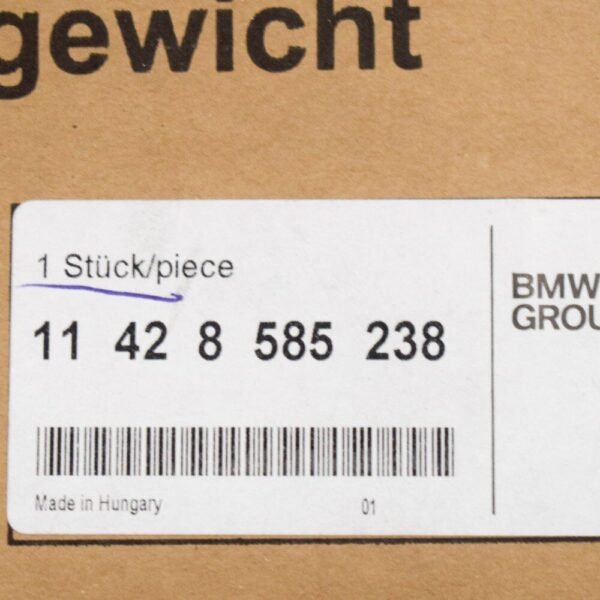 gewicht
1 Stück/piece
11 42 8 585 238
Made in Hungary 01
BMW
GROU